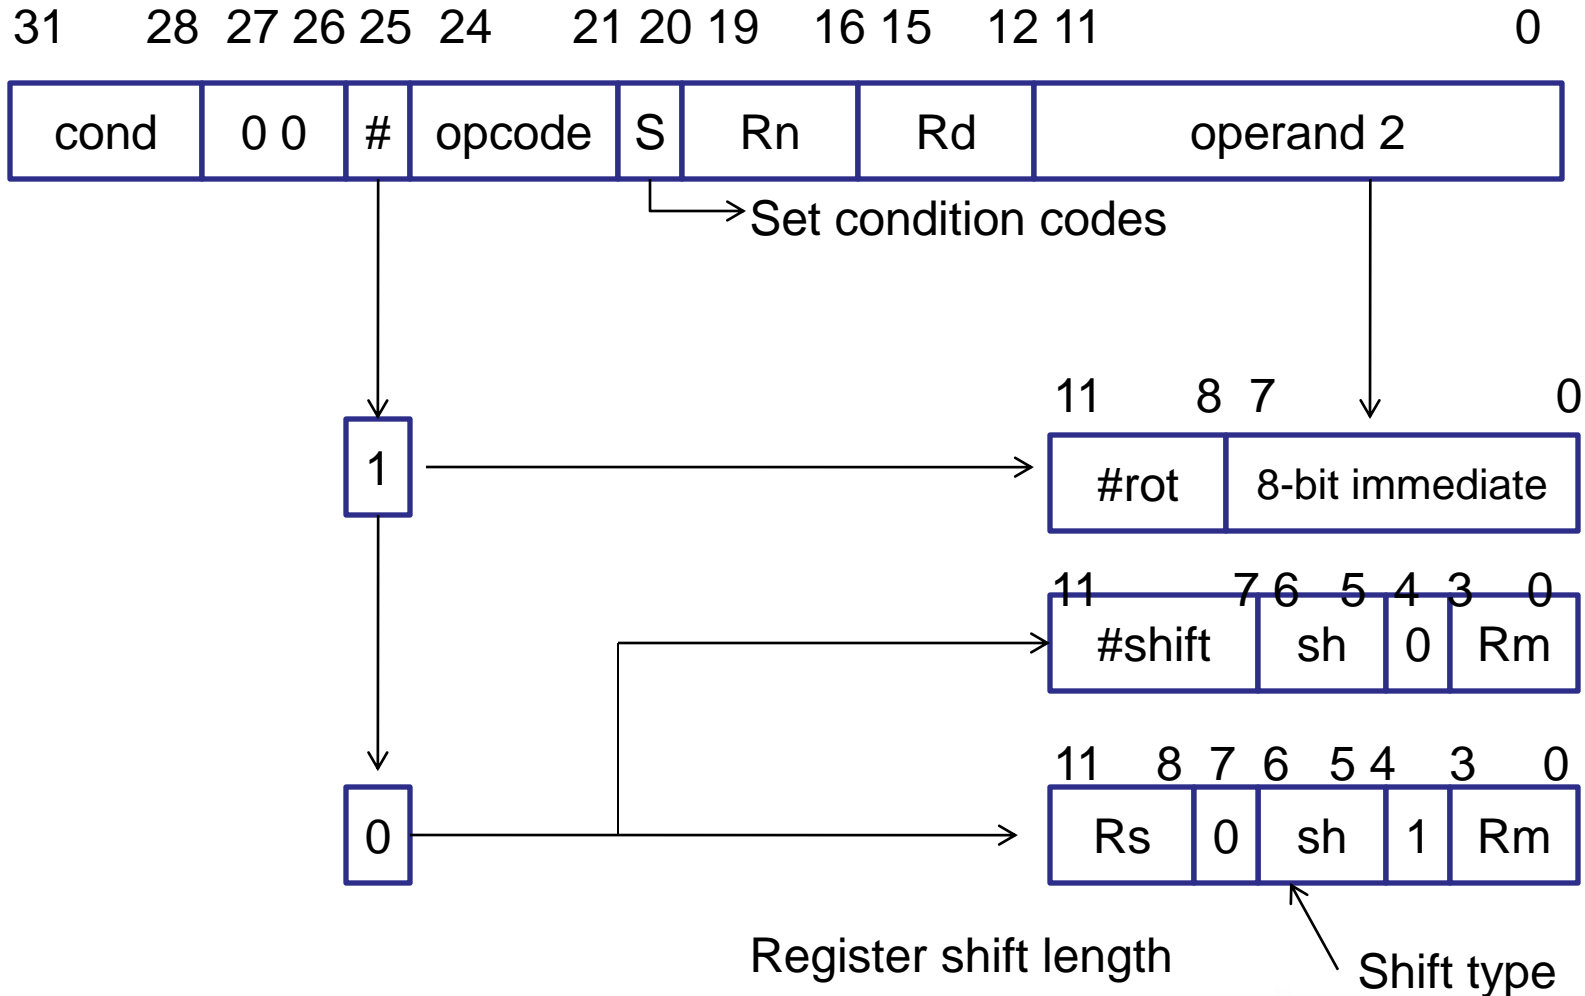 31 28 27 26 25 24 21 20 19 16 15 12 11 0
cond 0 0 # opcode S Rn Rd operand 2
Set condition codes
11 8 7 0
1 #rot 8-bit immediate
11 7 6 5 4 3 0
#shift sh 0 Rm
11 8 7 6 5 4 3 0
0 Rs 0 sh 1 Rm
Register shift length
Shift type